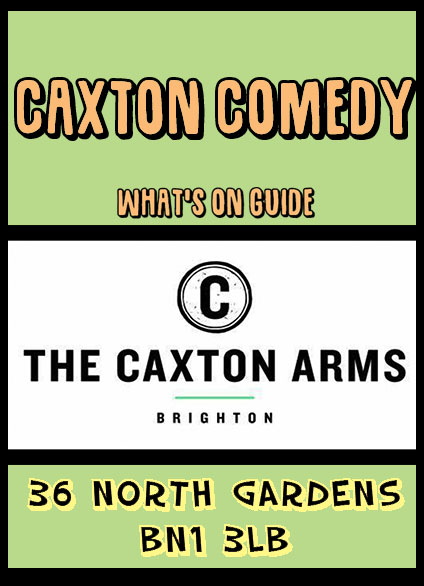 CAXTON COMEDY
WHAT'S ON GUIDE
C
THE CAXTON ARMS
BRIGHTON
36 NORTH GARDENS
BN1 3LB